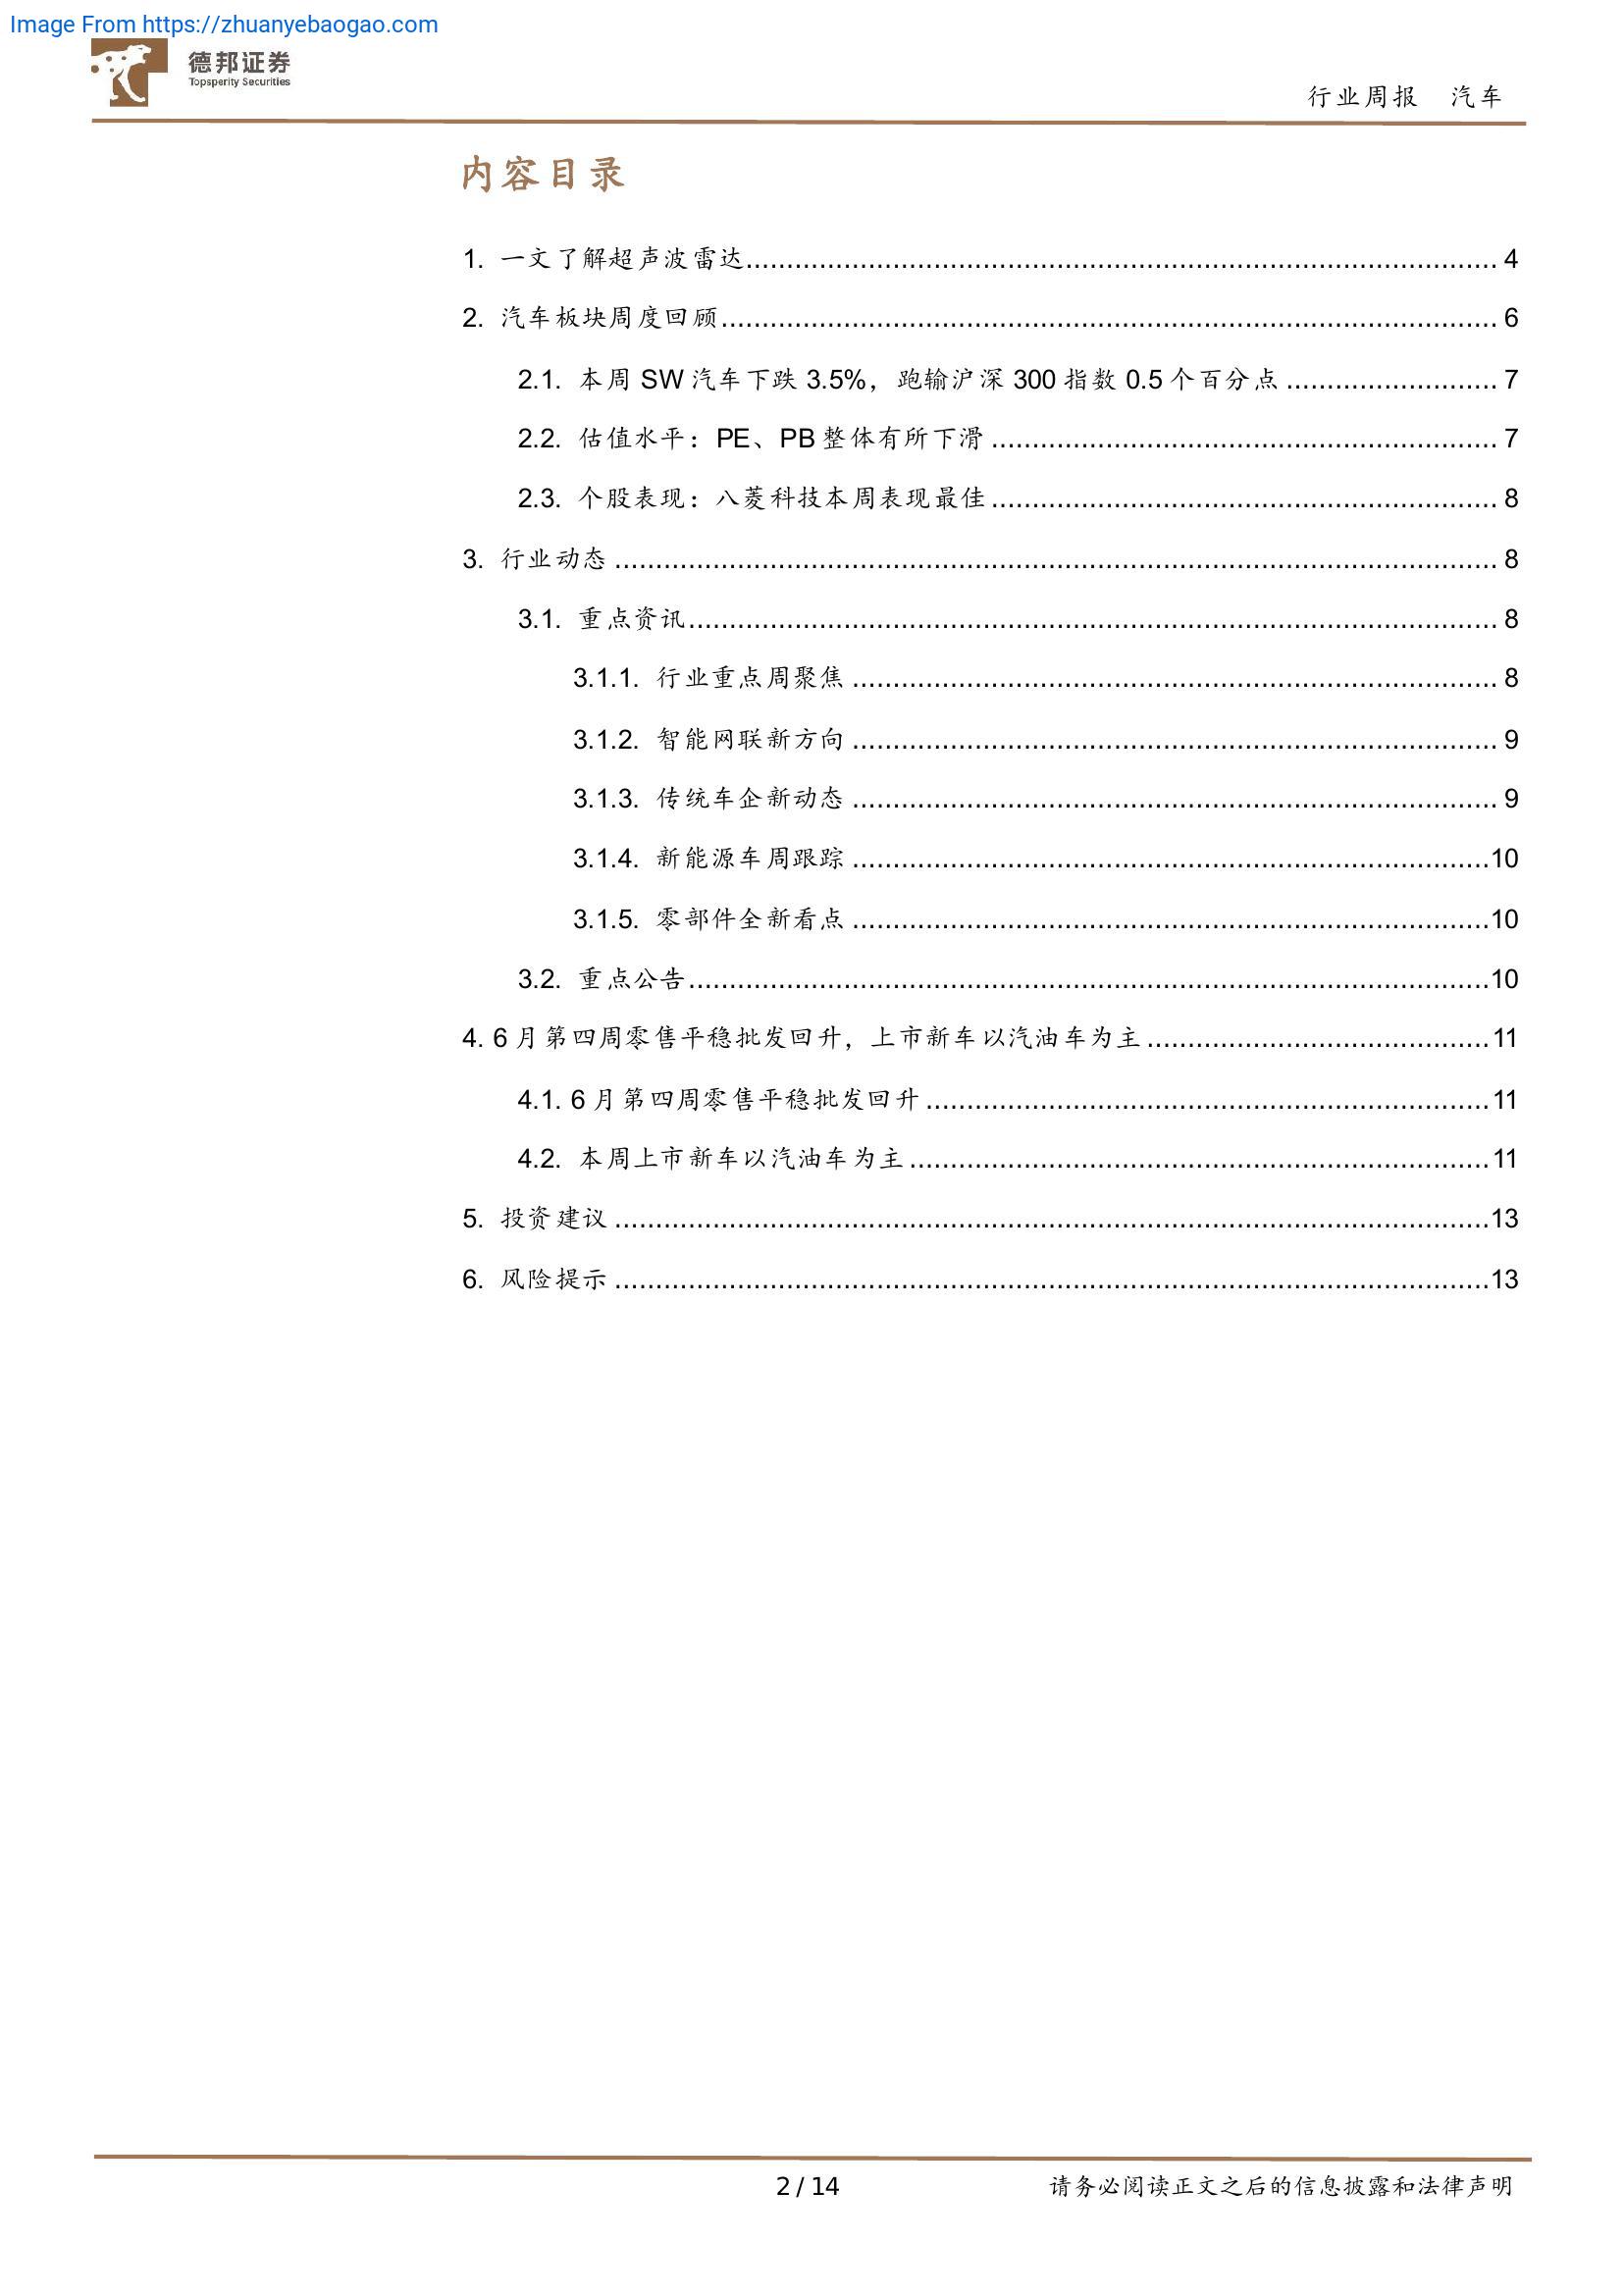 Image From https://zhuanyebaogao.com
德邦证券
Topsperity Securities
行业周报 汽车
内容目录
1. 一文了解超声波雷达 4
2. 汽车板块周度回顾 6
2.1. 本周 SW 汽车下跌 3.5%，跑输沪深 300 指数 0.5 个百分点 7
2.2. 估值水平：PE、PB 整体有所下滑 7
2.3. 个股表现：八菱科技本周表现最佳 8
3. 行业动态 8
3.1. 重点资讯 8
3.1.1. 行业重点周聚焦 8
3.1.2. 智能网联新方向 9
3.1.3. 传统车企新动态 9
3.1.4. 新能源车周跟踪 10
3.1.5. 零部件全新看点 10
3.2. 重点公告 10
4. 6 月第四周零售平稳批发回升，上市新车以汽油车为主 11
4.1. 6 月第四周零售平稳批发回升 11
4.2. 本周上市新车以汽油车为主 11
5. 投资建议 13
6. 风险提示 13
2 / 14
请务必阅读正文之后的信息披露和法律声明